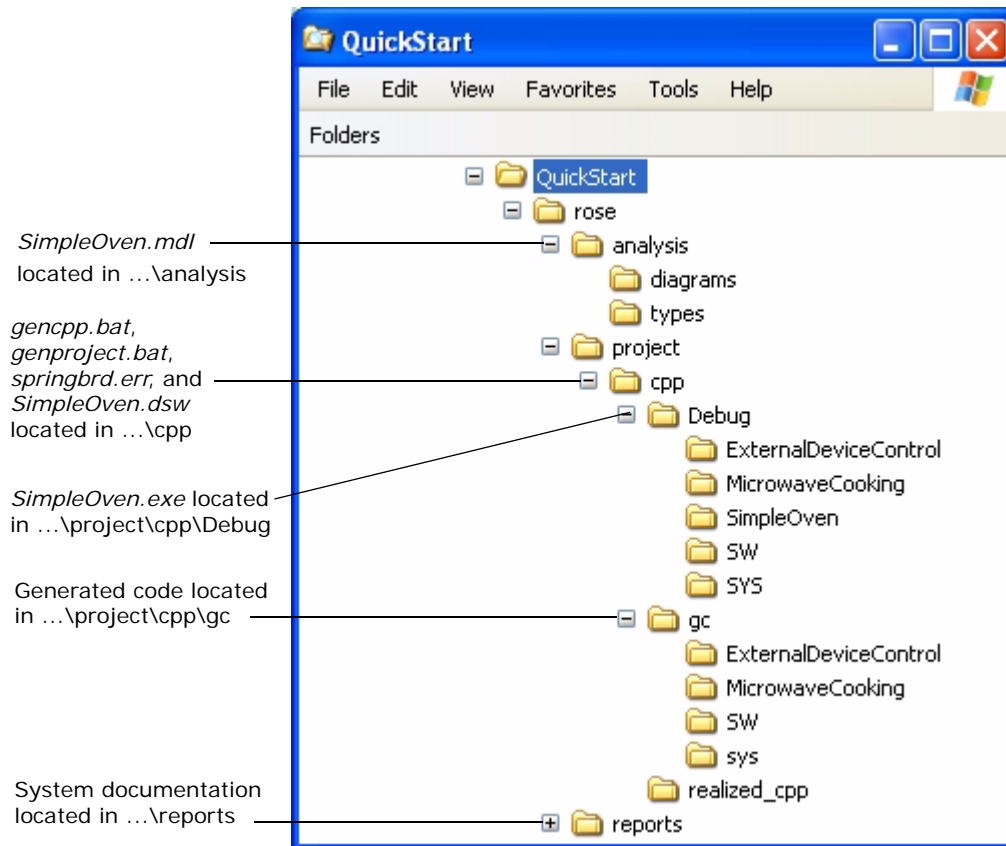 QuickStart
File Edit View Favorites Tools Help
Folders
QuickStart
rose
analysis
diagrams
types
project
cpp
Debug
ExternalDeviceControl
MicrowaveCooking
SimpleOven
SW
SYS
gc
ExternalDeviceControl
MicrowaveCooking
SW
sys
realized_cpp
reports
SimpleOven.mdl
located in ...\analysis
gencpp.bat,
genproject.bat,
springbrd.err, and
SimpleOven.dsw
located in ...\cpp
SimpleOven.exe located
in ...\project\cpp\Debug
Generated code located
in ...\project\cpp\gc
System documentation
located in ...\reports